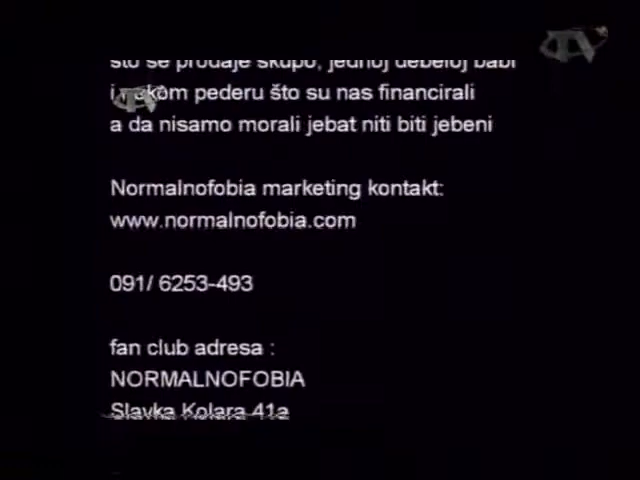 što se prodaje skupo, jednoj debeloj babi
i pederu što su nas financirali
a da nisamo morali jebat niti biti jebeni
Normalnofobia marketing kontakt:
www.normalnofobia.com
091/ 6253-493
fan club adresa :
NORMALNOFOBIA
Slavka Kolara 41a